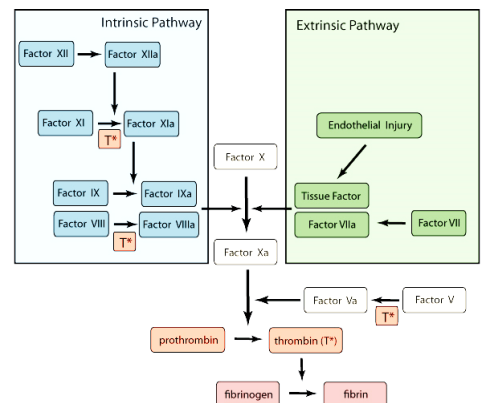 Intrinsic Pathway
Extrinsic Pathway
Factor XII
Factor XIIa
Factor XI
Factor XIa
T*
Endothelial Injury
Factor X
Factor IX
Factor IXa
Tissue Factor
Factor VIII
Factor VIIIa
T*
Factor VIIa
Factor VII
Factor Xa
Factor Va
Factor V
T*
prothrombin
thrombin (T*)
fibrinogen
fibrin